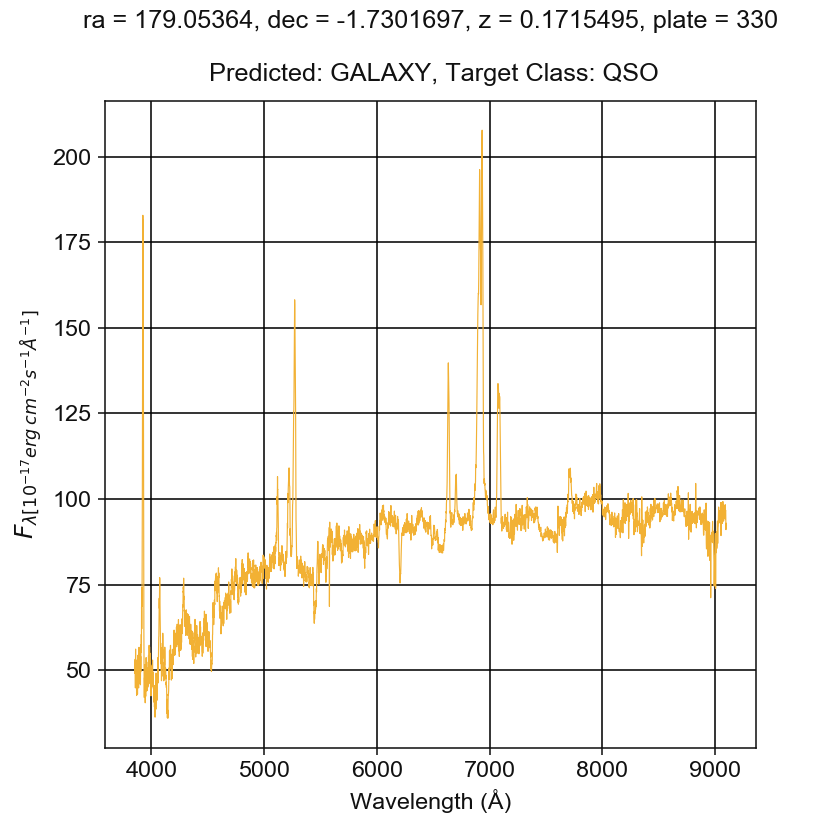 ra = 179.05364, dec = -1.7301697, z = 0.1715495, plate = 330
Predicted: GALAXY, Target Class: QSO
200
175
150
125
100
75
50
F_{λ[10^{-17}erg cm^{-2}s^{-1}Å^{-1}]}
4000 5000 6000 7000 8000 9000
Wavelength (Å)